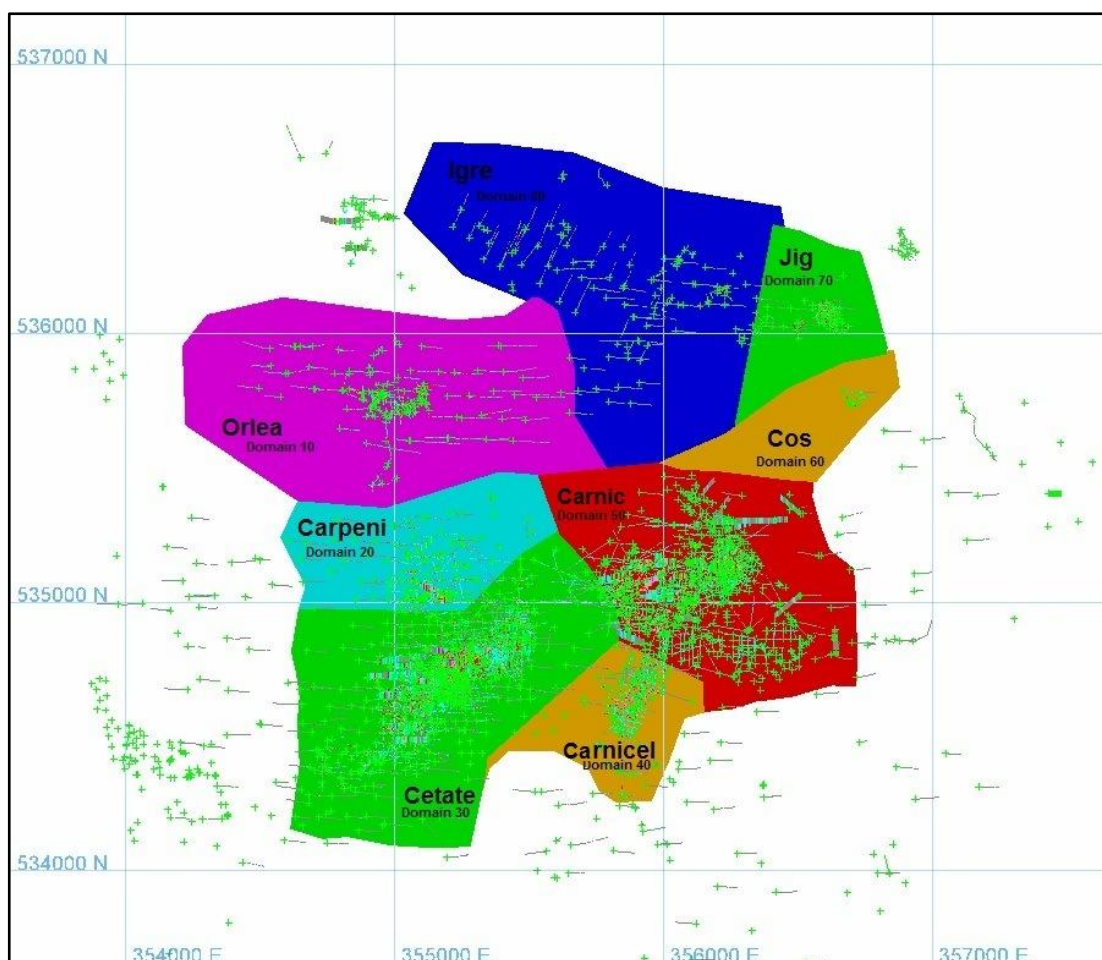 537000 N
Igre
Domain 80
Jig
Domain 70
536000 N
Orlea
Domain 10
Cos
Domain 60
Carnic
Domain 50
Carpeni
Domain 20
535000 N
Carnicel
Domain 40
Cetate
Domain 30
534000 N
354000 E
355000 E
356000 E
357000 E